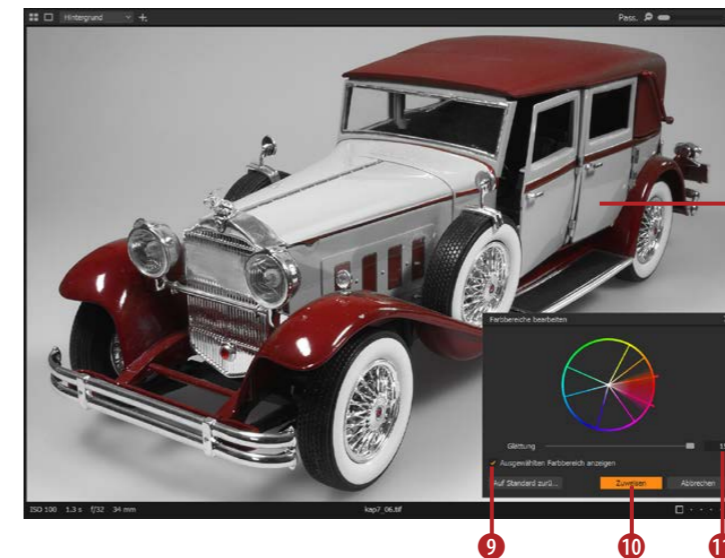 Hintergrund
Pass.
Farbbereiche bearbeiten
Glättung
Ausgewählten Farbbereich anzeigen
Auf Standard zurü...
Zuweisen
Abbrechen
ISO 100 1.3 s f/32 34 mm
kap7_06.tif
9
10
11